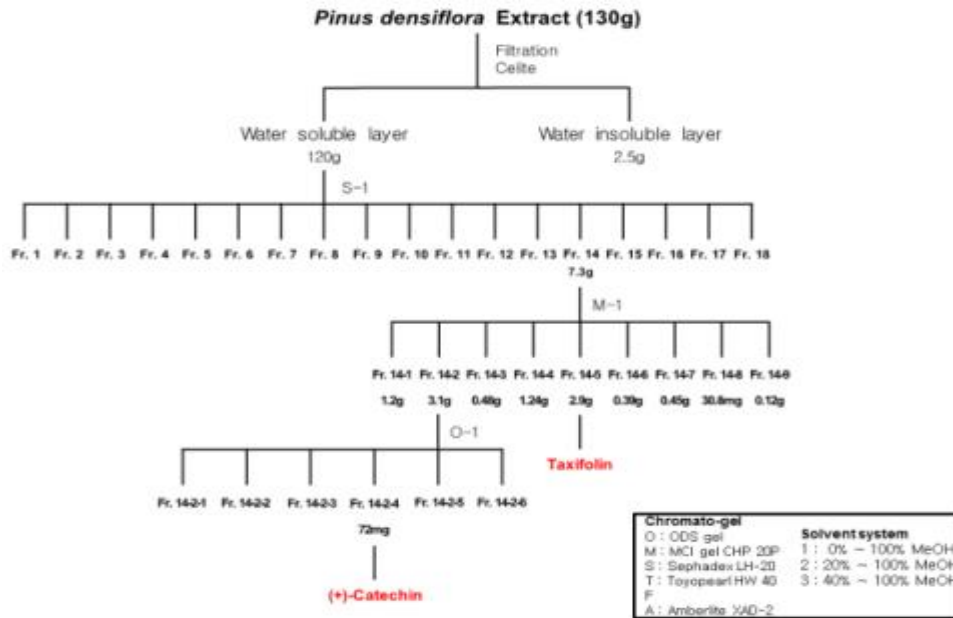 Pinus densiflora Extract (130g)
Filtration
Celite
Water soluble layer
120g
Water insoluble layer
2.5g
S-1
Fr. 1 Fr. 2 Fr. 3 Fr. 4 Fr. 5 Fr. 6 Fr. 7 Fr. 8 Fr. 9 Fr. 10 Fr. 11 Fr. 12 Fr. 13 Fr. 14 Fr. 15 Fr. 16 Fr. 17 Fr. 18
7.3g
M-1
Fr. 14-1 Fr. 14-2 Fr. 14-3 Fr. 14-4 Fr. 14-5 Fr. 14-6 Fr. 14-7 Fr. 14-8 Fr. 14-9
1.2g 3.1g 0.48g 1.24g 2.9g 0.39g 0.45g 30.8mg 0.12g
O-1
Taxifolin
Fr. 14-2-1 Fr. 14-2-2 Fr. 14-2-3 Fr. 14-2-4 Fr. 14-2-5 Fr. 14-2-6
72mg
(+)-Catechin
Chromato-gel
O : ODS gel
M : MCI gel CHP 20P
S : Sephadex LH-20
T : Toyopearl HW 40
F
A : Amberlite XAD-2
Solvent system
1 : 0% ~ 100% MeOH
2 : 20% ~ 100% MeOH
3 : 40% ~ 100% MeOH